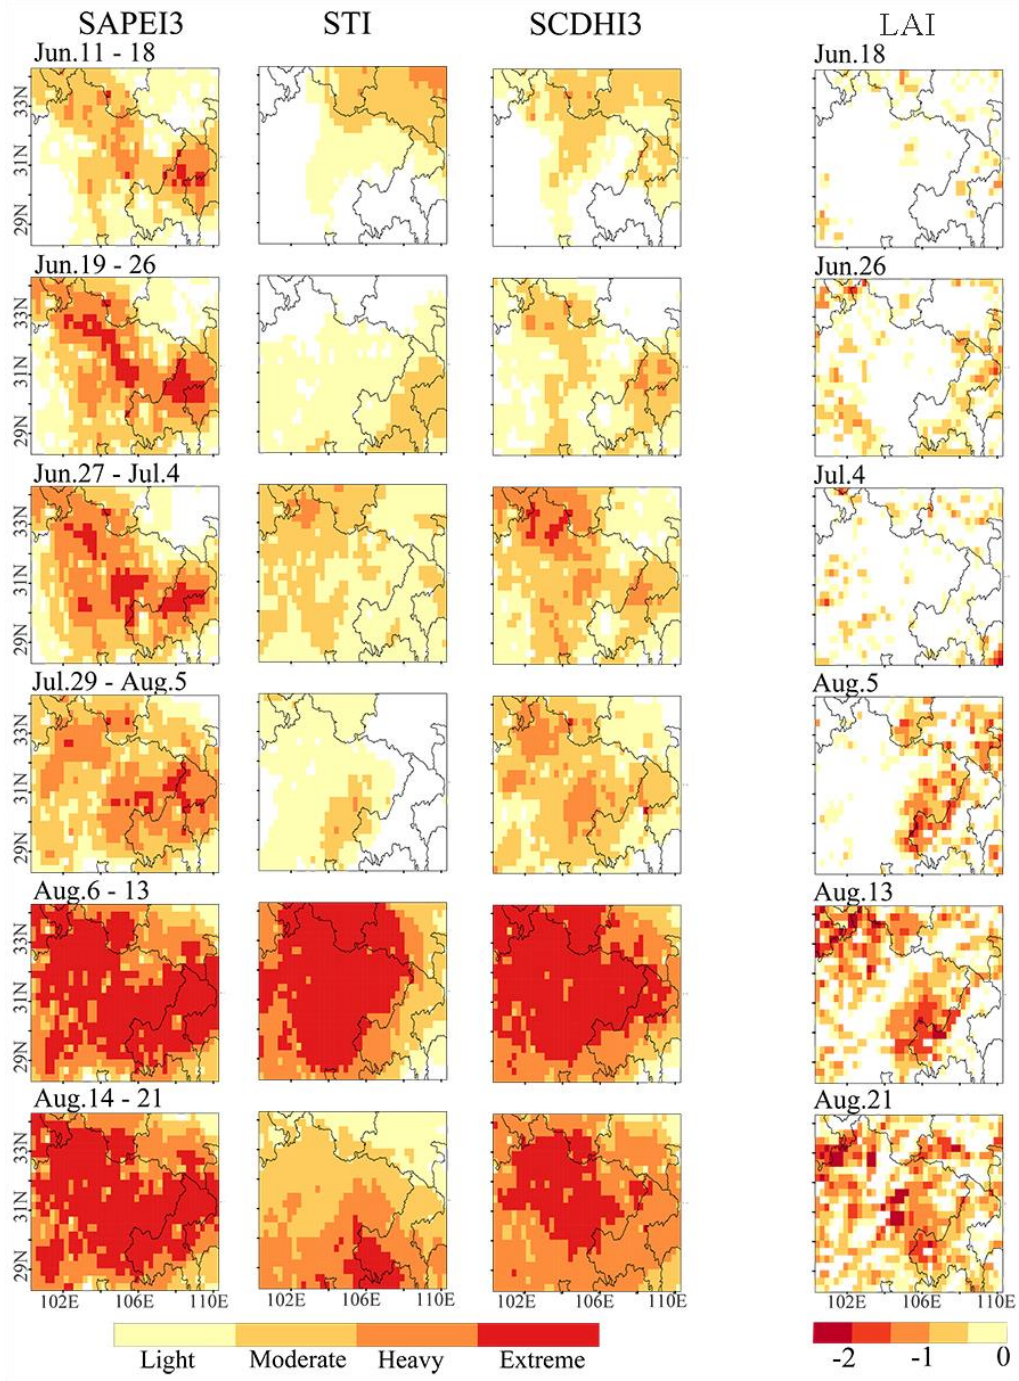 SAPEI3 STI SCDHI3 LAI
Jun.11 - 18 Jun.18
33N
31N
29N
Jun.19 - 26 Jun.26
33N
31N
29N
Jun.27 - Jul.4 Jul.4
33N
31N
29N
Jul.29 - Aug.5 Aug.5
33N
31N
29N
Aug.6 - 13 Aug.13
33N
31N
29N
Aug.14 - 21 Aug.21
33N
31N
29N
102E 106E 110E 102E 106E 110E 102E 106E 110E 102E 106E 110E
Light Moderate Heavy Extreme -2 -1 0